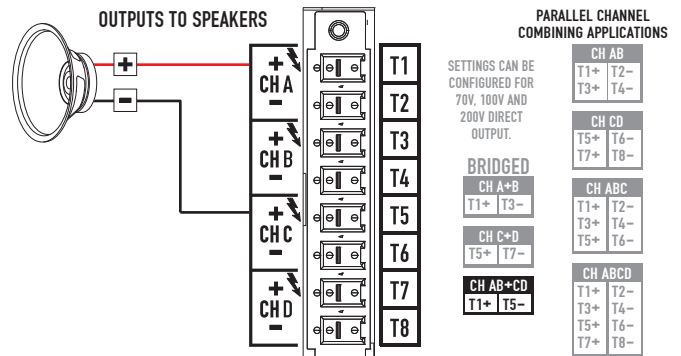 OUTPUTS TO SPEAKERS
+
–
+
CH A
–
+
CH B
–
+
CH C
–
+
CH D
–
T1
T2
T3
T4
T5
T6
T7
T8
SETTINGS CAN BE
CONFIGURED FOR
70V, 100V AND
200V DIRECT
OUTPUT.
BRIDGED
CH A+B
T1+ T3–
CH C+D
T5+ T7–
CH AB+CD
T1+ T5–
PARALLEL CHANNEL
COMBINING APPLICATIONS
CH AB
T1+ T2–
T3+ T4–
CH CD
T5+ T6–
T7+ T8–
CH ABC
T1+ T2–
T3+ T4–
T5+ T6–
CH ABCD
T1+ T2–
T3+ T4–
T5+ T6–
T7+ T8–